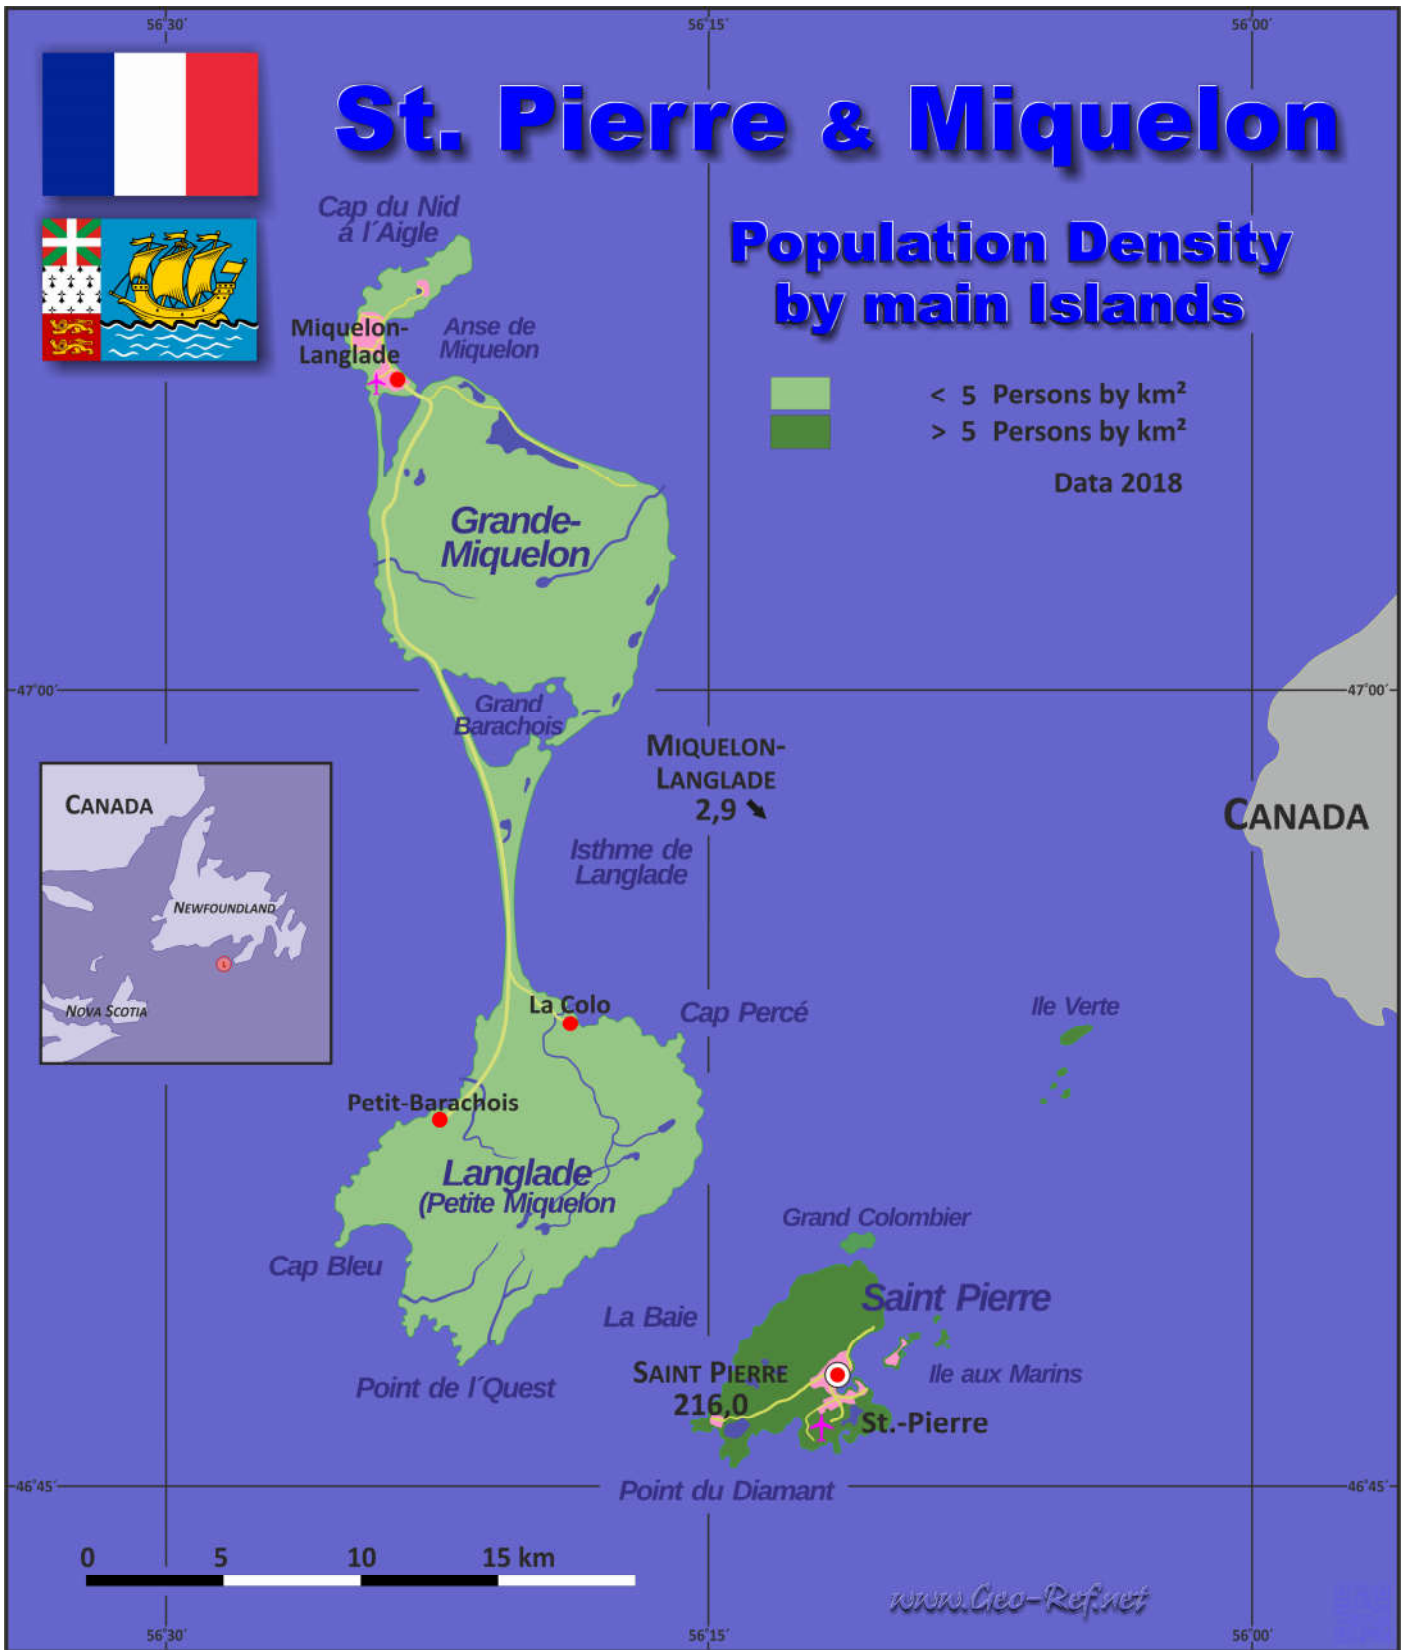 56°30´
56°15´
56°00´
St. Pierre & Miquelon
Population Density
by main Islands
< 5 Persons by km²
> 5 Persons by km²
Data 2018
Cap du Nid
á l´Aigle
Miquelon-
Langlade
Anse de
Miquelon
Grande-
Miquelon
47°00´
47°00´
Grand
Barachois
MIQUELON-
LANGLADE
2,9
CANADA
CANADA
NEWFOUNDLAND
NOVA SCOTIA
Isthme de
Langlade
La Colo
Cap Percé
Ile Verte
Petit-Barachois
Langlade
(Petite Miquelon
Grand Colombier
Cap Bleu
Saint Pierre
La Baie
SAINT PIERRE
216,0
Ile aux Marins
Point de l´Quest
St.-Pierre
46°45´
46°45´
Point du Diamant
0 5 10 15 km
www.Geo-Ref.net
56°30´
56°15´
56°00´